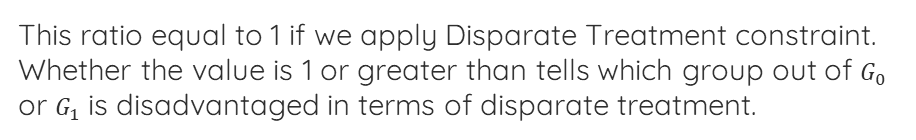 This ratio equal to 1 if we apply Disparate Treatment constraint.
Whether the value is 1 or greater than tells which group out of G₀
or G₁ is disadvantaged in terms of disparate treatment.